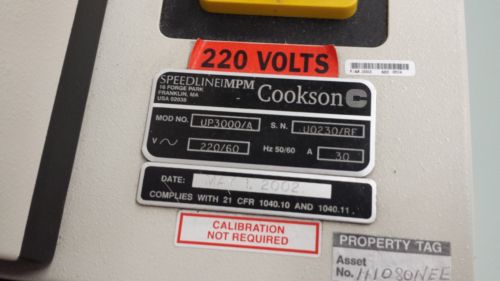 220 VOLTS
SPEEDLINE MPM
16 FORGE PARK
FRANKLIN, MA
USA 02038
Cookson C
MOD NO. UP3000/A S. N. U0230/RF
V 220/60 Hz 50/60 A 30
DATE: MAY 2002
COMPLIES WITH 21 CFR 1040.10 AND 1040.11.
CALIBRATION
NOT REQUIRED
PROPERTY TAG
Asset
No.